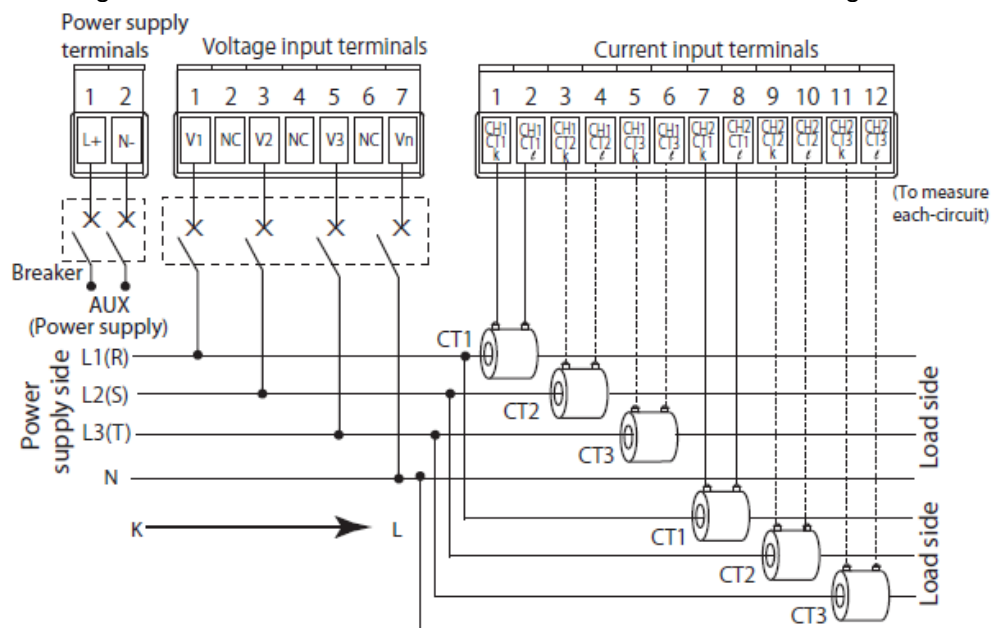 Power supply
terminals
Voltage input terminals
Current input terminals
1 2
1 2 3 4 5 6 7
1 2 3 4 5 6 7 8 9 10 11 12
L+ N-
V1 NC V2 NC V3 NC Vn
CH1 CT1 k
CH1 CT1 ℓ
CH1 CT2 k
CH1 CT2 ℓ
CH1 CT3 k
CH1 CT3 ℓ
CH2 CT1 k
CH2 CT1 ℓ
CH2 CT2 k
CH2 CT2 ℓ
CH2 CT3 k
CH2 CT3 ℓ
(To measure
each-circuit)
Breaker
AUX
(Power supply)
Power
supply side
L1(R)
L2(S)
L3(T)
N
K L
CT1
CT2
CT3
Load side
CT1
CT2
CT3
Load side